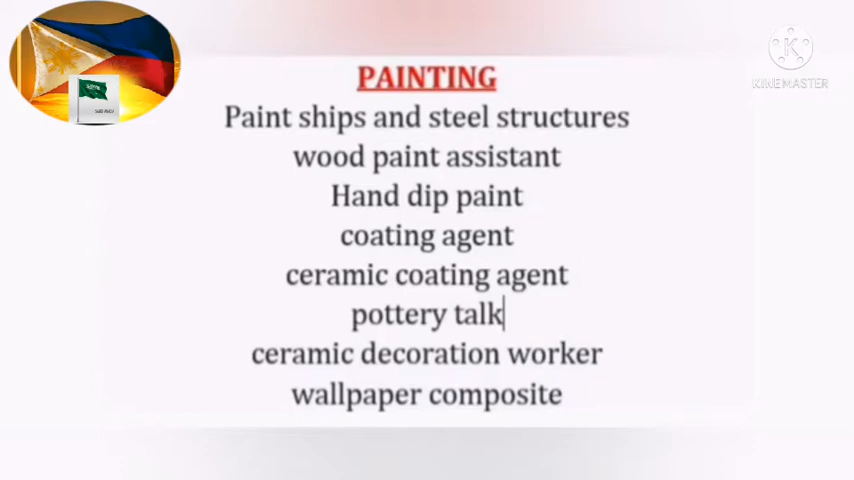 PAINTING
Paint ships and steel structures
wood paint assistant
Hand dip paint
coating agent
ceramic coating agent
pottery talk
ceramic decoration worker
wallpaper composite
KINEMASTER